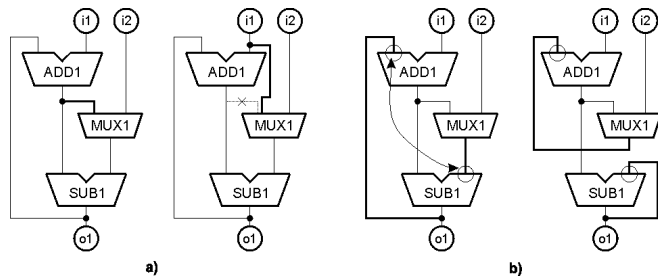 i1 i2 i1 i2 i1 i2 i1 i2
ADD1 ADD1 ADD1 ADD1
MUX1 MUX1 MUX1 MUX1
SUB1 SUB1 SUB1 SUB1
o1 o1 o1 o1
a) b)